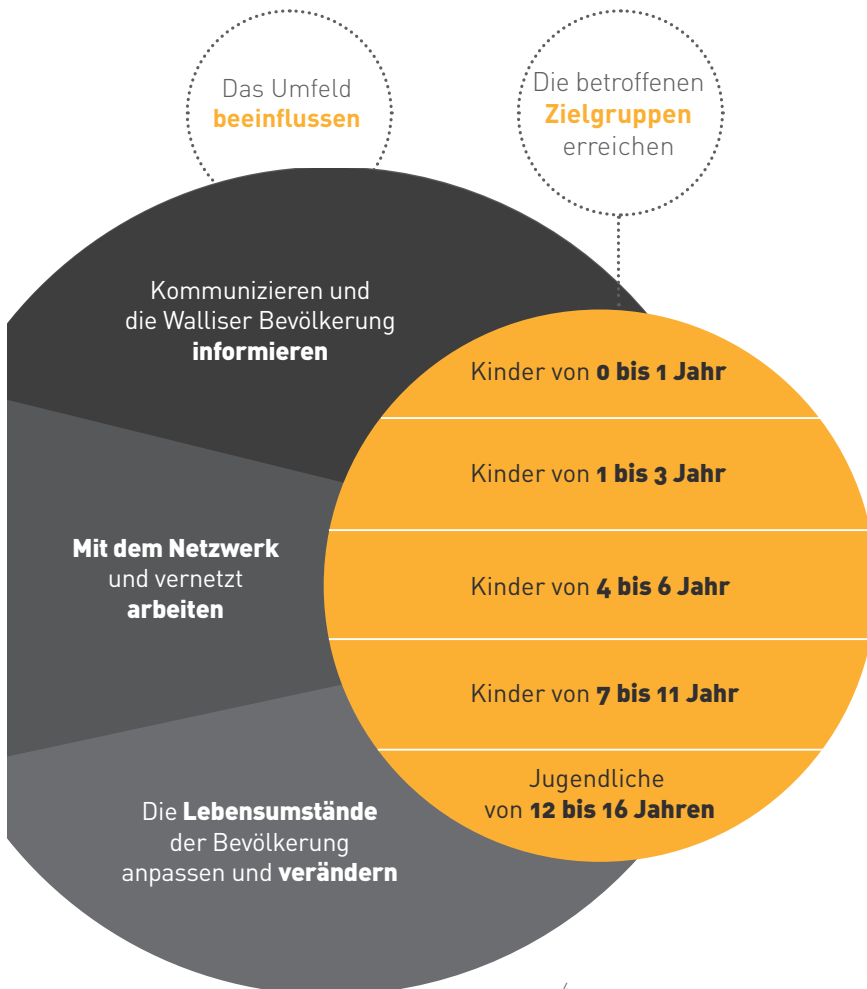 Das Umfeld
beeinflussen
Die betroffenen
Zielgruppen
erreichen
Kommunizieren und
die Walliser Bevölkerung
informieren
Mit dem Netzwerk
und vernetzt
arbeiten
Die Lebensumstände
der Bevölkerung
anpassen und verändern
Kinder von 0 bis 1 Jahr
Kinder von 1 bis 3 Jahr
Kinder von 4 bis 6 Jahr
Kinder von 7 bis 11 Jahr
Jugendliche
von 12 bis 16 Jahren